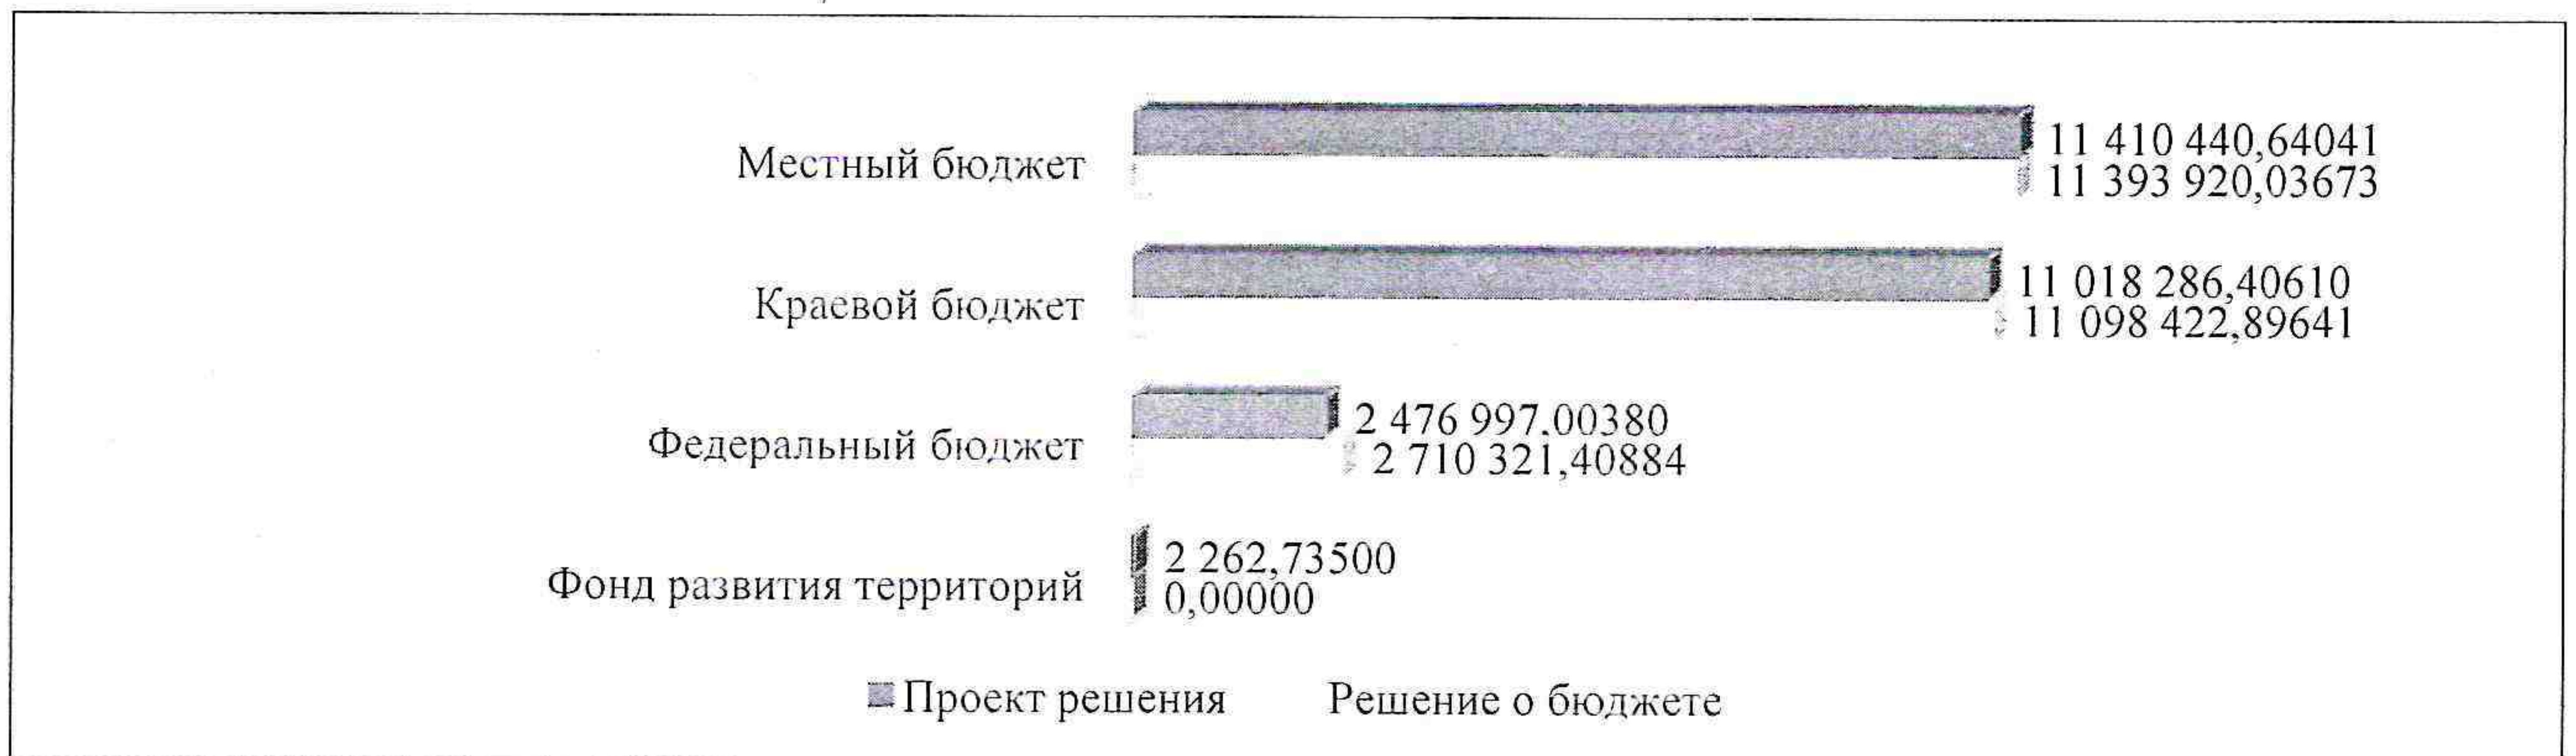 Местный бюджет
11 410 440,64041
11 393 920,03673
Краевой бюджет
11 018 286,40610
11 098 422,89641
Федеральный бюджет
2 476 997,00380
2 710 321,40884
Фонд развития территорий
2 262,73500
0,00000
Проект решения Решение о бюджете